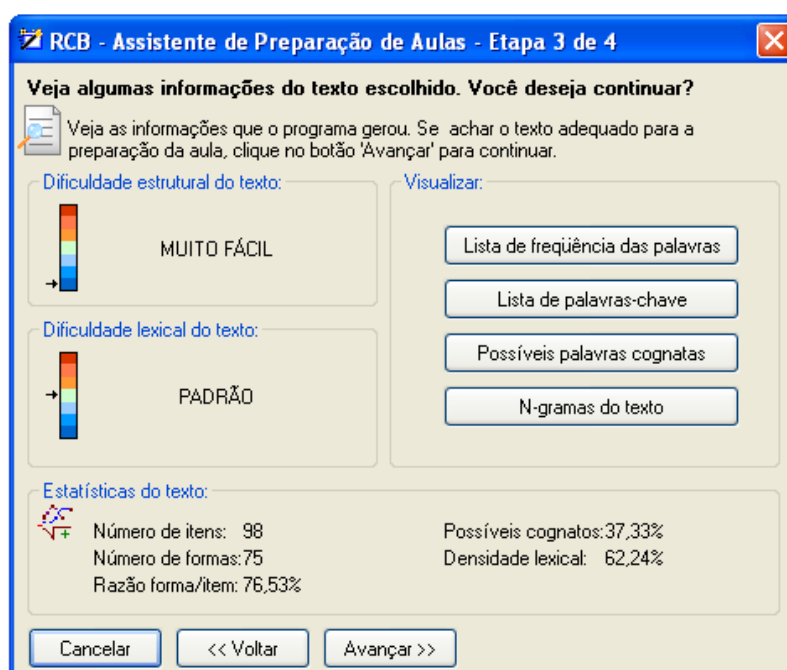 RCB - Assistente de Preparação de Aulas - Etapa 3 de 4
Veja algumas informações do texto escolhido. Você deseja continuar?
Veja as informações que o programa gerou. Se achar o texto adequado para a
preparação da aula, clique no botão 'Avançar' para continuar.
Dificuldade estrutural do texto:
MUITO FÁCIL
Dificuldade lexical do texto:
PADRÃO
Visualizar:
Lista de freqüência das palavras
Lista de palavras-chave
Possíveis palavras cognatas
N-gramas do texto
Estatísticas do texto:
Número de itens: 98
Número de formas:75
Razão forma/item: 76,53%
Possíveis cognatos:37,33%
Densidade lexical: 62,24%
Cancelar
<< Voltar
Avançar >>